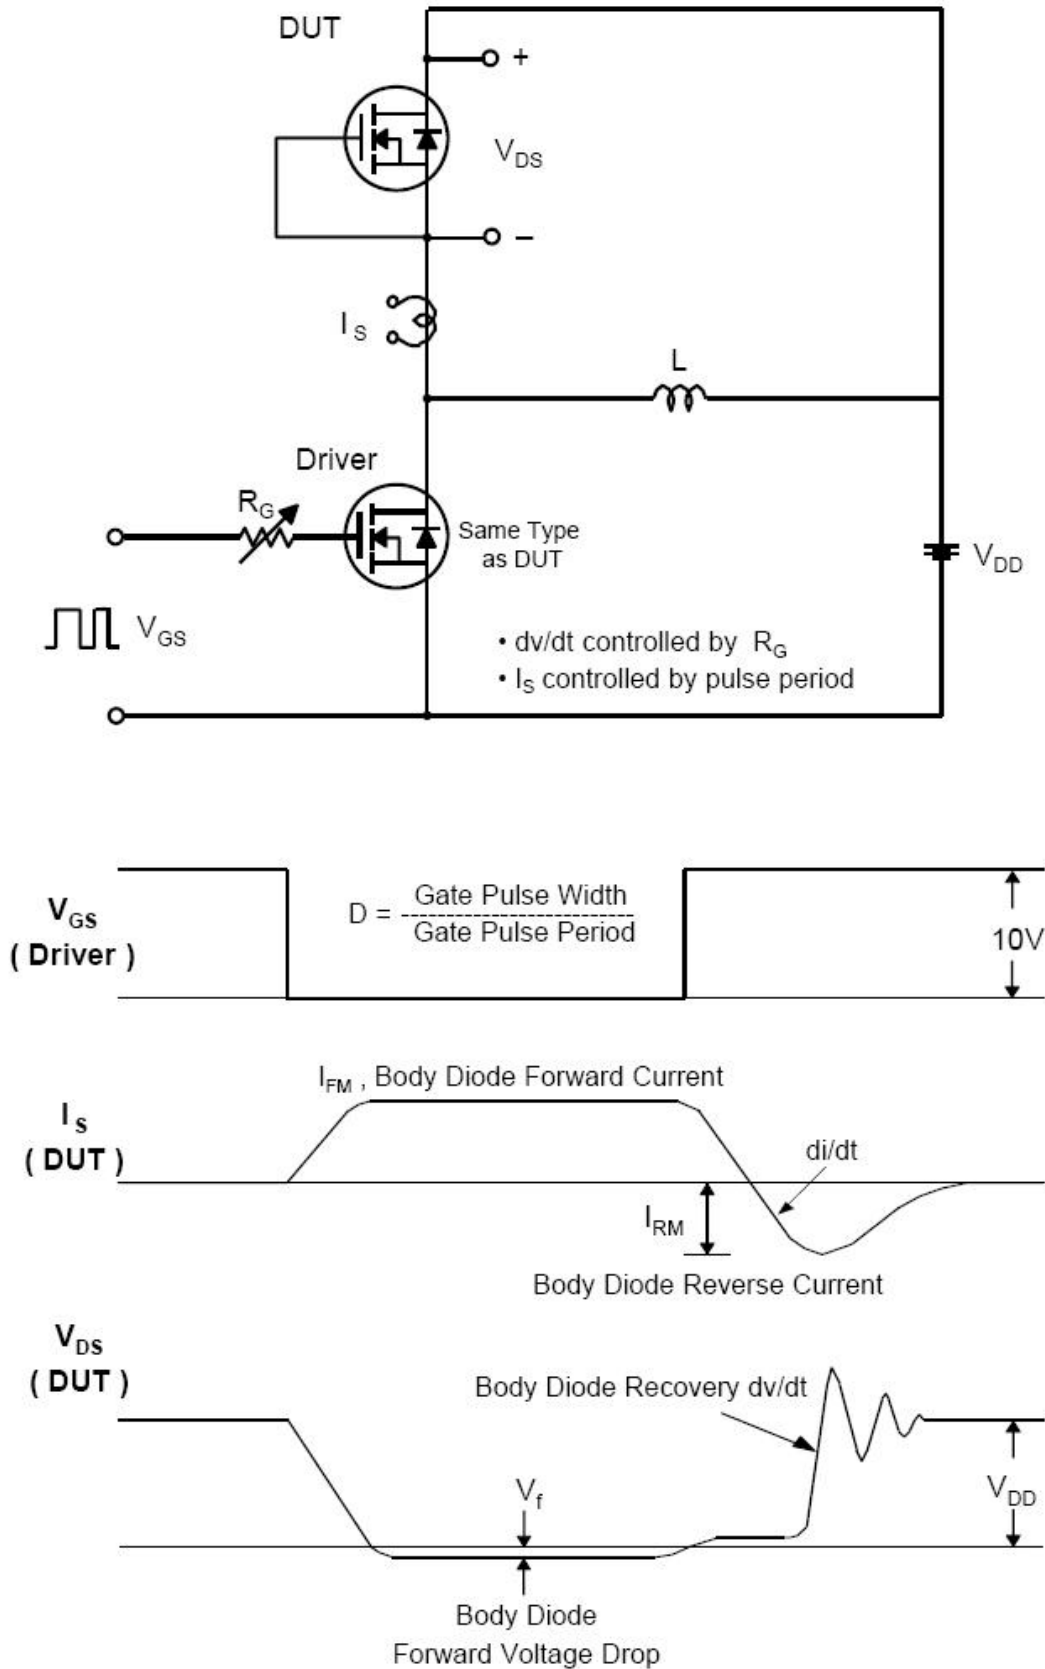 DUT
+
V_DS
–
I_S
L
Driver
R_G
Same Type
as DUT
V_DD
V_GS
• dv/dt controlled by R_G
• I_S controlled by pulse period
V_GS
( Driver )
D = Gate Pulse Width
Gate Pulse Period
10V
I_FM , Body Diode Forward Current
I_S
( DUT )
di/dt
I_RM
Body Diode Reverse Current
V_DS
( DUT )
Body Diode Recovery dv/dt
V_f
V_DD
Body Diode
Forward Voltage Drop